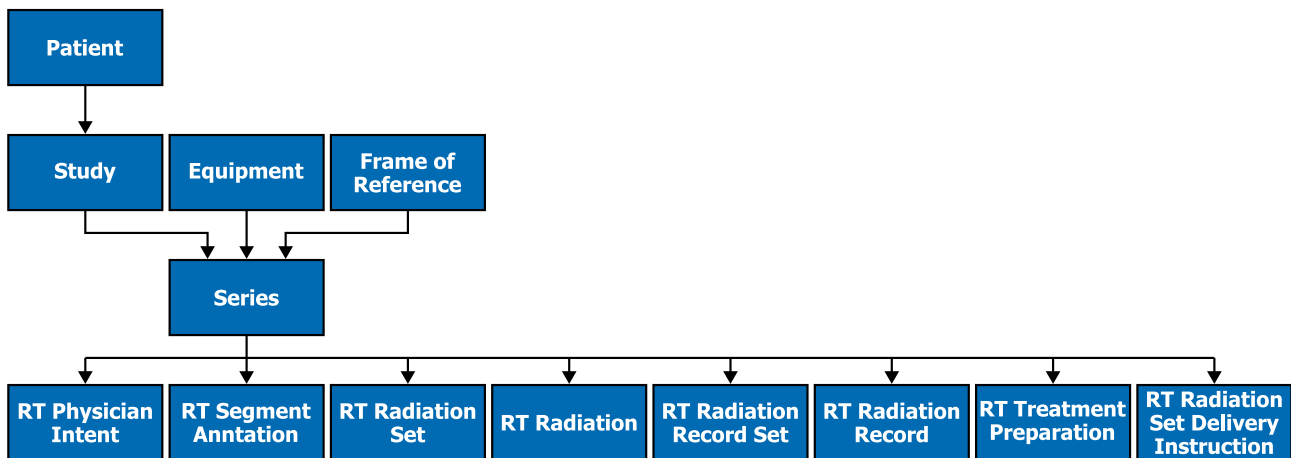 Patient
Study
Equipment
Frame of
Reference
Series
RT Physician
Intent
RT Segment
Anntation
RT Radiation
Set
RT Radiation
RT Radiation
Record Set
RT Radiation
Record
RT Treatment
Preparation
RT Radiation
Set Delivery
Instruction